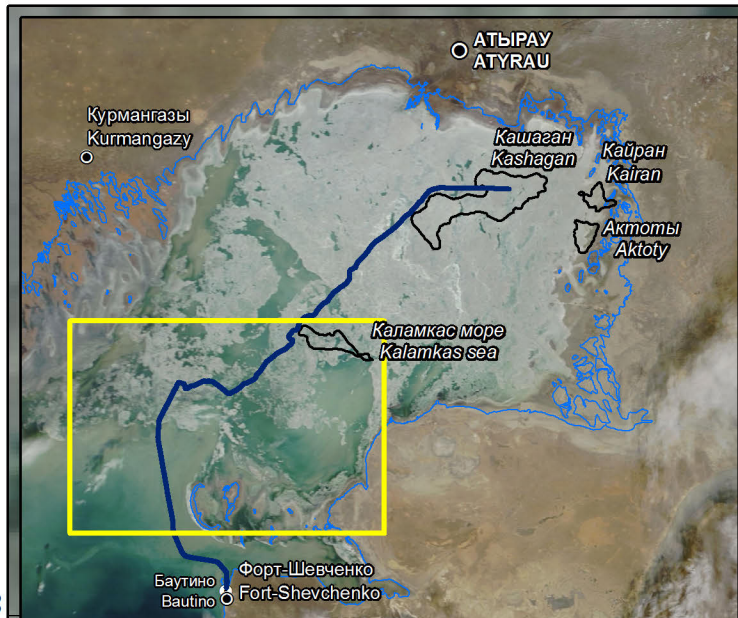 АТЫРАУ
ATYRAU
Курмангазы
Kurmangazy
Кашаган
Kashagan
Кайран
Kairan
Актоты
Aktoty
Каламкас море
Kalamkas sea
Форт-Шевченко
Fort-Shevchenko
Баутино
Bautino